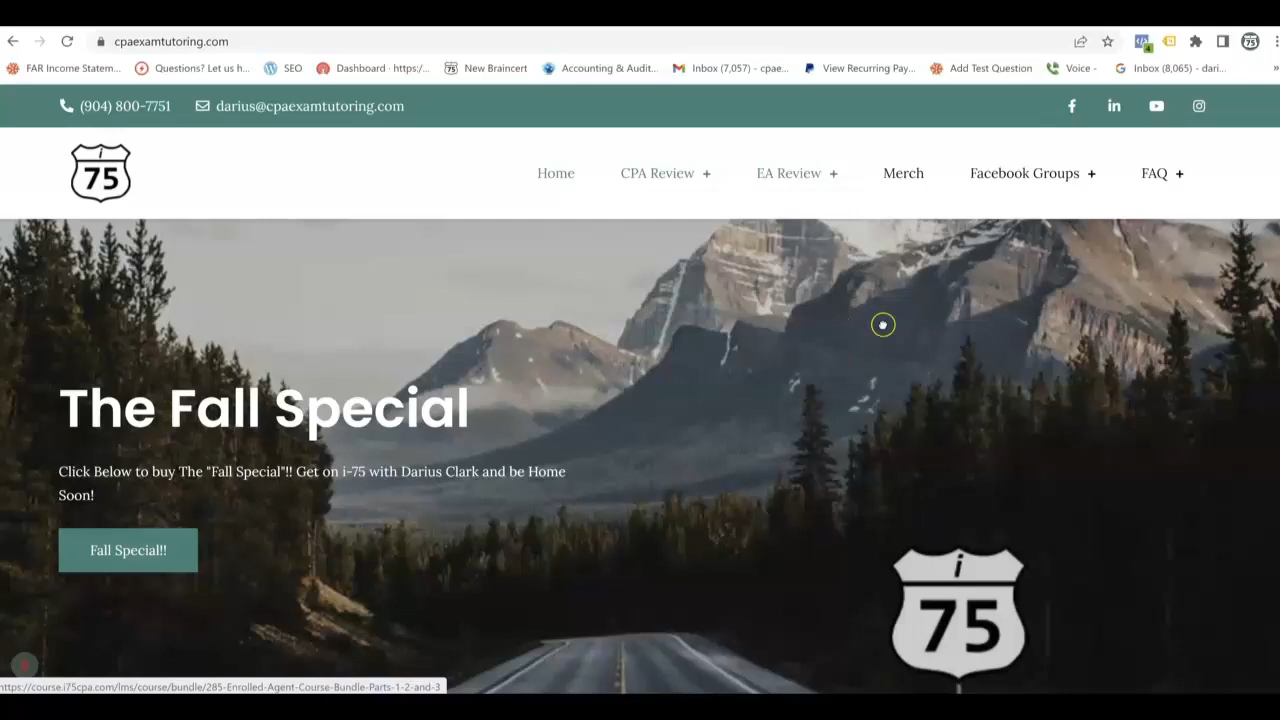 cpaexamtutoring.com
FAR Income Statem... Questions? Let us h... SEO Dashboard · https:/... New Braincert Accounting & Audit... Inbox (7,057) - cpae... View Recurring Pay... Add Test Question Voice - Inbox (8,065) - dari... »
(904) 800-7751 darius@cpaexamtutoring.com
i
75
Home CPA Review + EA Review + Merch Facebook Groups + FAQ +
The Fall Special
Click Below to buy The "Fall Special"!! Get on i-75 with Darius Clark and be Home
Soon!
Fall Special!!
i
75
https://course.i75cpa.com/lms/course/bundle/285-Enrolled-Agent-Course-Bundle-Parts-1-2-and-3